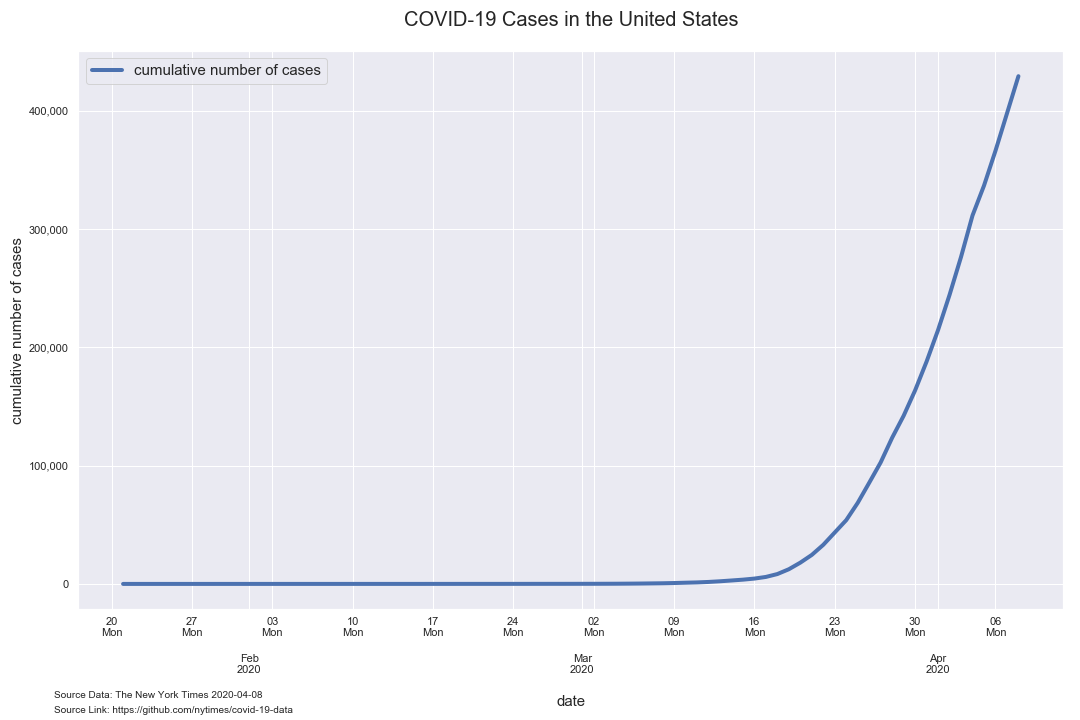 COVID-19 Cases in the United States
cumulative number of cases
cumulative number of cases
400,000
300,000
200,000
100,000
0
20 27 03 10 17 24 02 09 16 23 30 06
Mon Mon Mon Mon Mon Mon Mon Mon Mon Mon Mon Mon
Feb Mar Apr
2020 2020 2020
date
Source Data: The New York Times 2020-04-08
Source Link: https://github.com/nytimes/covid-19-data